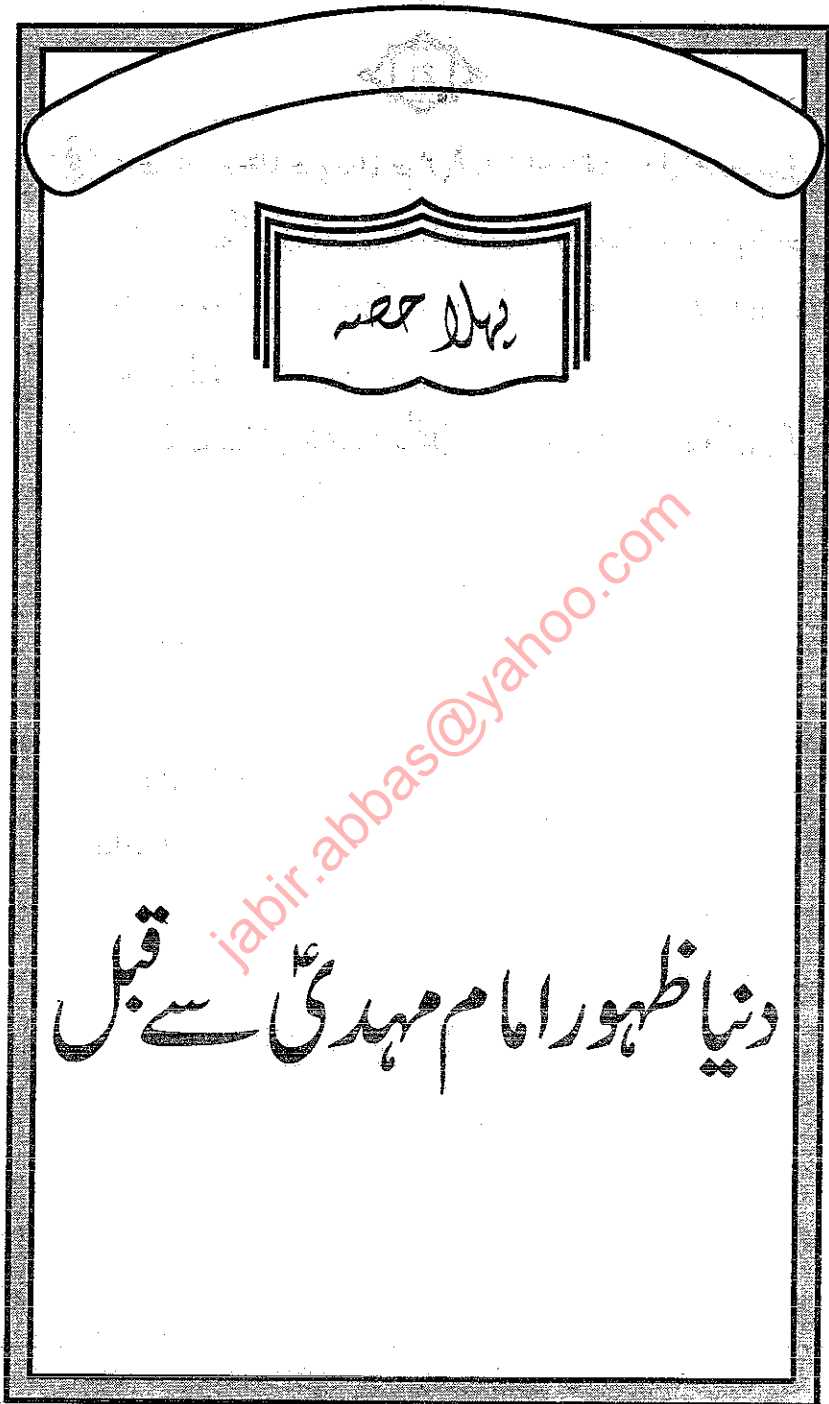 پہلا حصہ
jabir.abbas@yahoo.com
دنیا ظہور امام مہدیؑ سے قبل